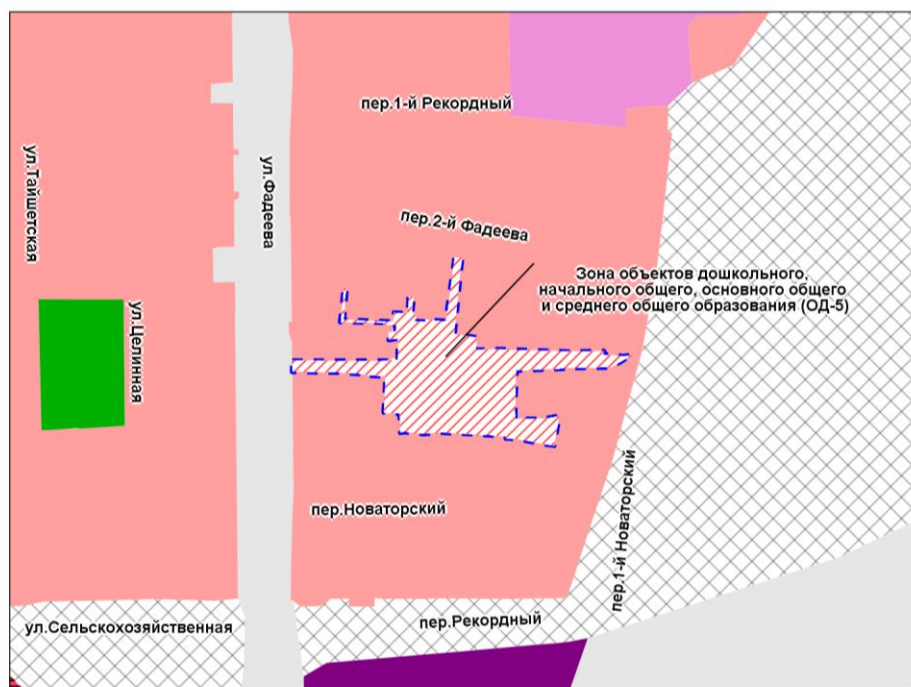 пер.1-й Рекордный
ул.Тайшетская
ул.Фадеева
пер.2-й Фадеева
Зона объектов дошкольного,
начального общего, основного общего
и среднего общего образования (ОД-5)
ул.Целинная
пер.Новаторский
пер.1-й Новаторский
ул.Сельскохозяйственная
пер.Рекордный